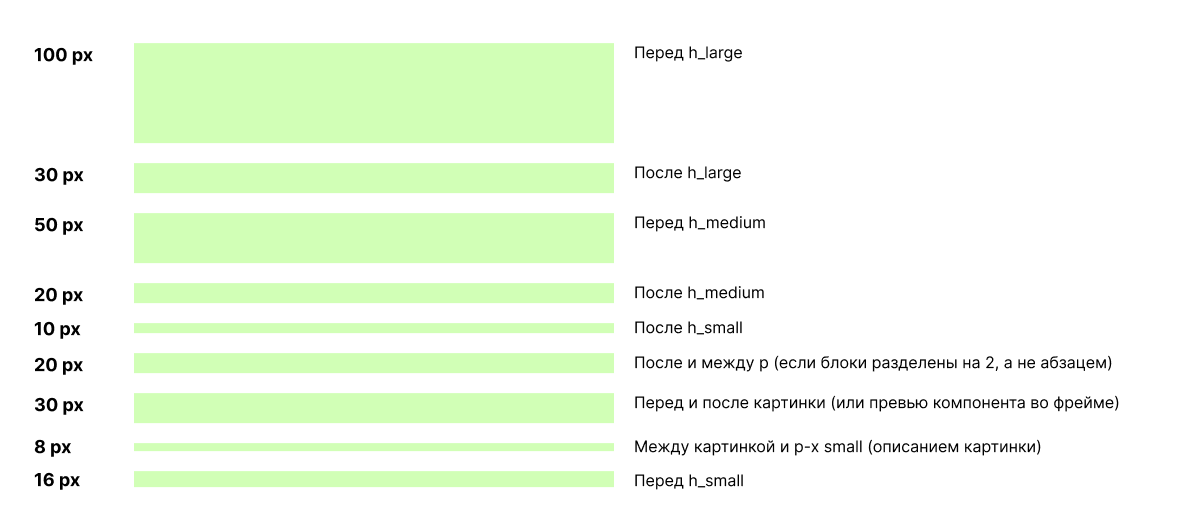 100 px Перед h_large
30 px После h_large
50 px Перед h_medium
20 px После h_medium
10 px После h_small
20 px После и между p (если блоки разделены на 2, а не абзацем)
30 px Перед и после картинки (или превью компонента во фрейме)
8 px Между картинкой и p-x small (описанием картинки)
16 px Перед h_small